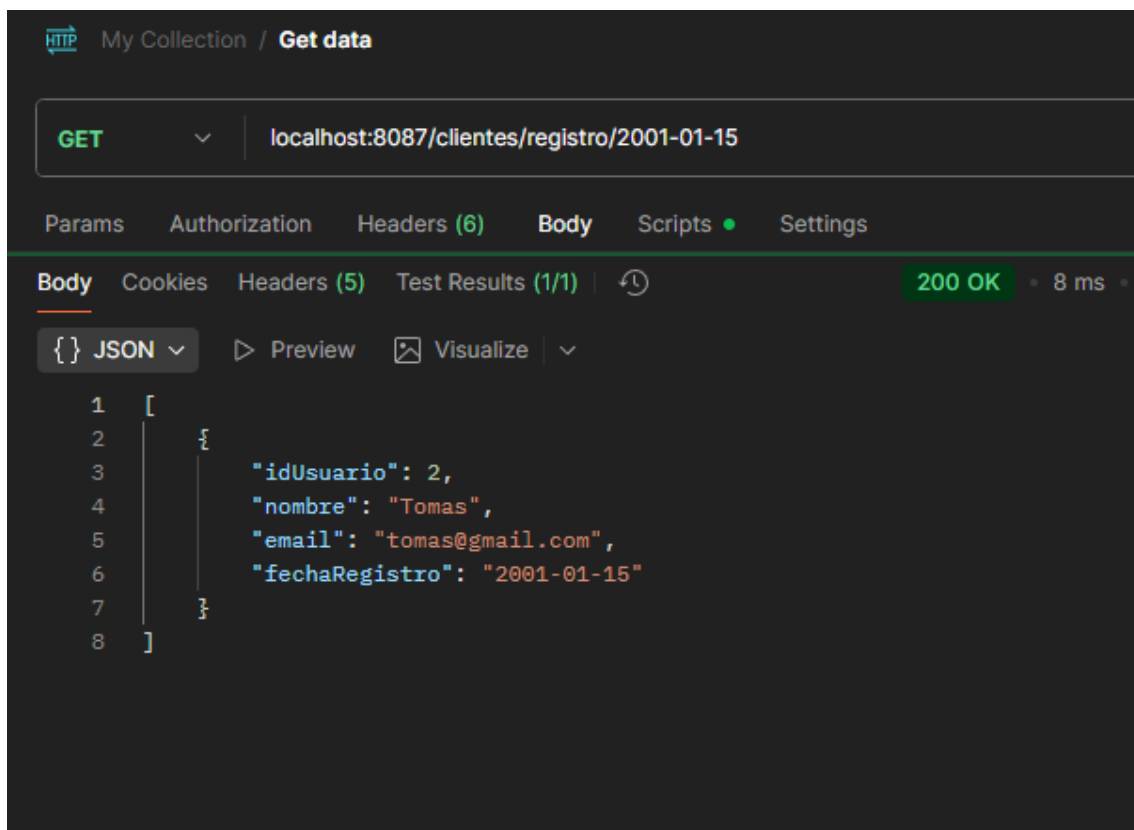 HTTP My Collection / Get data
GET localhost:8087/clientes/registro/2001-01-15
Params Authorization Headers (6) Body Scripts Settings
Body Cookies Headers (5) Test Results (1/1) 200 OK • 8 ms •
{} JSON Preview Visualize
1 [
2 {
3 "idUsuario": 2,
4 "nombre": "Tomas",
5 "email": "tomas@gmail.com",
6 "fechaRegistro": "2001-01-15"
7 }
8 ]